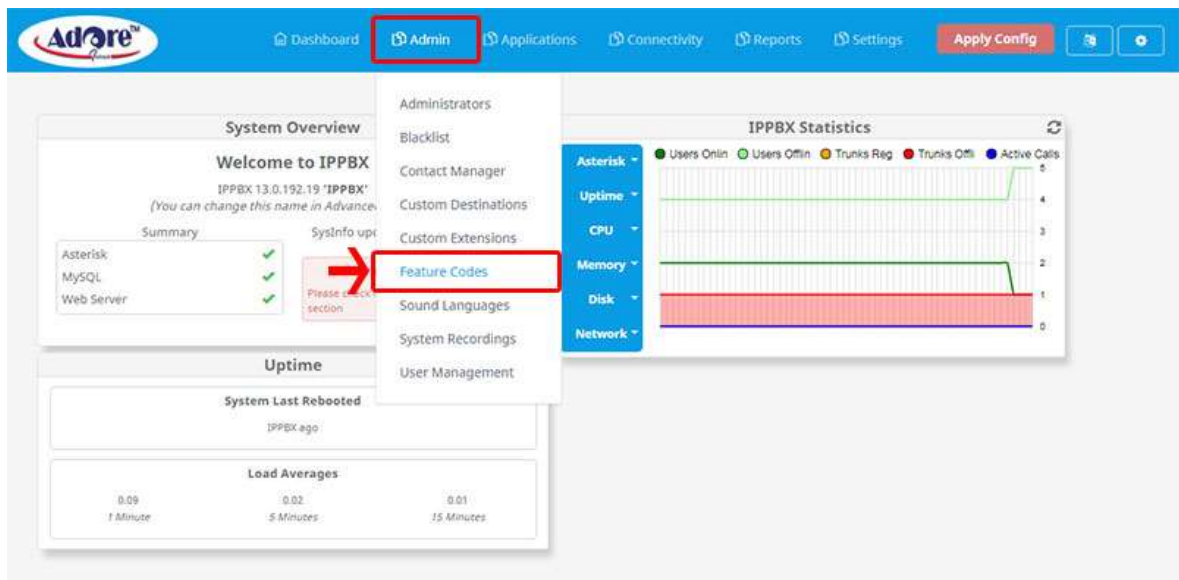 Adore™
Dashboard
Admin
Applications
Connectivity
Reports
Settings
Apply Config
Administrators
Blacklist
Contact Manager
Custom Destinations
Custom Extensions
Feature Codes
Sound Languages
System Recordings
User Management
System Overview
Welcome to IPPBX
IPPBX 13.0.192.19 'IPPBX'
(You can change this name in Advance
Summary
SysInfo up
Asterisk
MySQL
Web Server
Please check
section
IPPBX Statistics
Asterisk
Uptime
CPU
Memory
Disk
Network
Users Onlin
Users Offlin
Trunks Reg
Trunks Offli
Active Calls
5
4
3
2
1
0
Uptime
System Last Rebooted
IPPBX ago
Load Averages
0.09 0.02 0.01
1 Minute 5 Minutes 15 Minutes